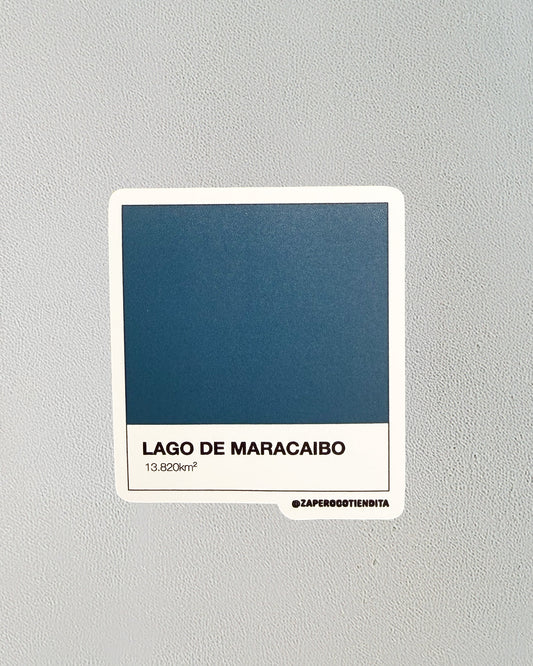 LAGO DE MARACAIBO
13.820km²
@ZAPEROCOTIENDITA